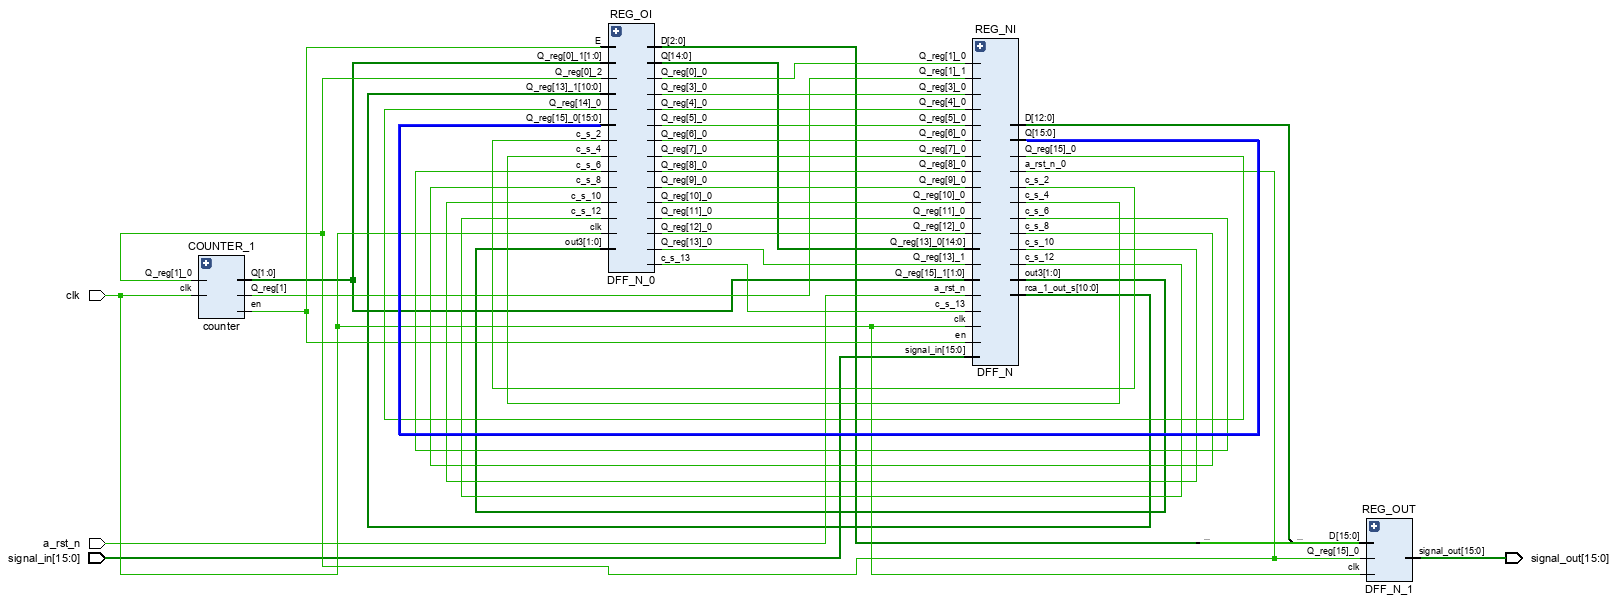 REG_OI
E
Q_reg[0]_1[1:0]
Q_reg[0]_2
Q_reg[13]_1[10:0]
Q_reg[14]_0
Q_reg[15]_0[15:0]
c_s_2
c_s_4
c_s_6
c_s_8
c_s_10
c_s_12
clk
out3[1:0]
D[2:0]
Q[14:0]
Q_reg[0]_0
Q_reg[3]_0
Q_reg[4]_0
Q_reg[5]_0
Q_reg[6]_0
Q_reg[7]_0
Q_reg[8]_0
Q_reg[9]_0
Q_reg[10]_0
Q_reg[11]_0
Q_reg[12]_0
Q_reg[13]_0
c_s_13
DFF_N_0
REG_NI
Q_reg[1]_0
Q_reg[1]_1
Q_reg[3]_0
Q_reg[4]_0
Q_reg[5]_0
Q_reg[6]_0
Q_reg[7]_0
Q_reg[8]_0
Q_reg[9]_0
Q_reg[10]_0
Q_reg[11]_0
Q_reg[12]_0
Q_reg[13]_0[14:0]
Q_reg[13]_1
Q_reg[15]_1[1:0]
a_rst_n
c_s_13
clk
en
signal_in[15:0]
D[12:0]
Q[15:0]
Q_reg[15]_0
a_rst_n_0
c_s_2
c_s_4
c_s_6
c_s_8
c_s_10
c_s_12
out3[1:0]
rca_1_out_s[10:0]
DFF_N
COUNTER_1
Q_reg[1]_0
clk
Q[1:0]
Q_reg[1]
en
counter
clk
a_rst_n
signal_in[15:0]
REG_OUT
D[15:0]
Q_reg[15]_0
clk
signal_out[15:0]
DFF_N_1
signal_out[15:0]